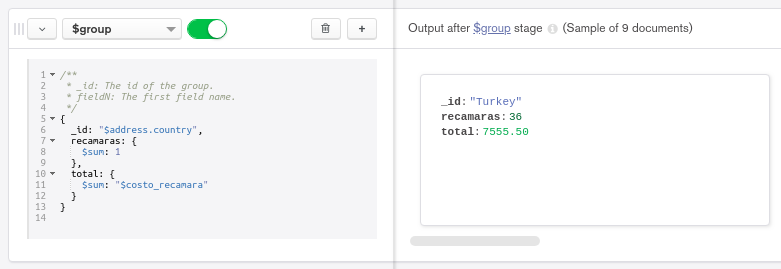 $group
Output after $group stage (Sample of 9 documents)
1 /**
2 * _id: The id of the group.
3 * fieldN: The first field name.
4 */
5 {
6 _id: "$address.country",
7 recamaras: {
8 $sum: 1
9 },
10 total: {
11 $sum: "$costo_recamara"
12 }
13 }
14
_id: "Turkey"
recamaras: 36
total: 7555.50